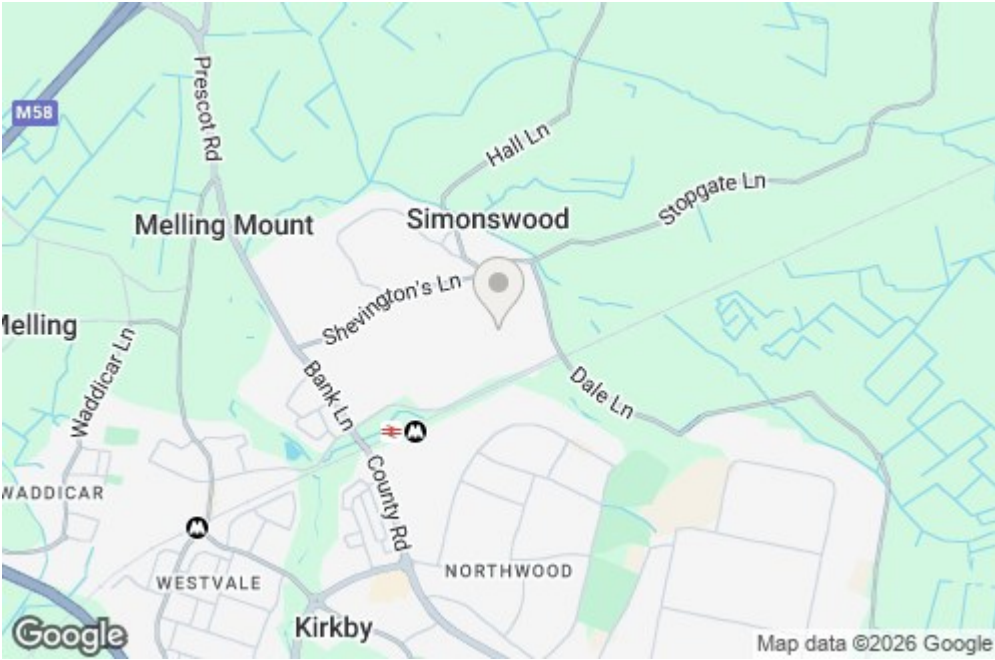 M58
Prescot Rd
Hall Ln
Stopgate Ln
Melling Mount
Simonswood
Shevington's Ln
Melling
Waddicar Ln
Bank Ln
Dale Ln
County Rd
WADDICAR
WESTVALE
NORTHWOOD
Kirkby
Google
Map data ©2026 Google